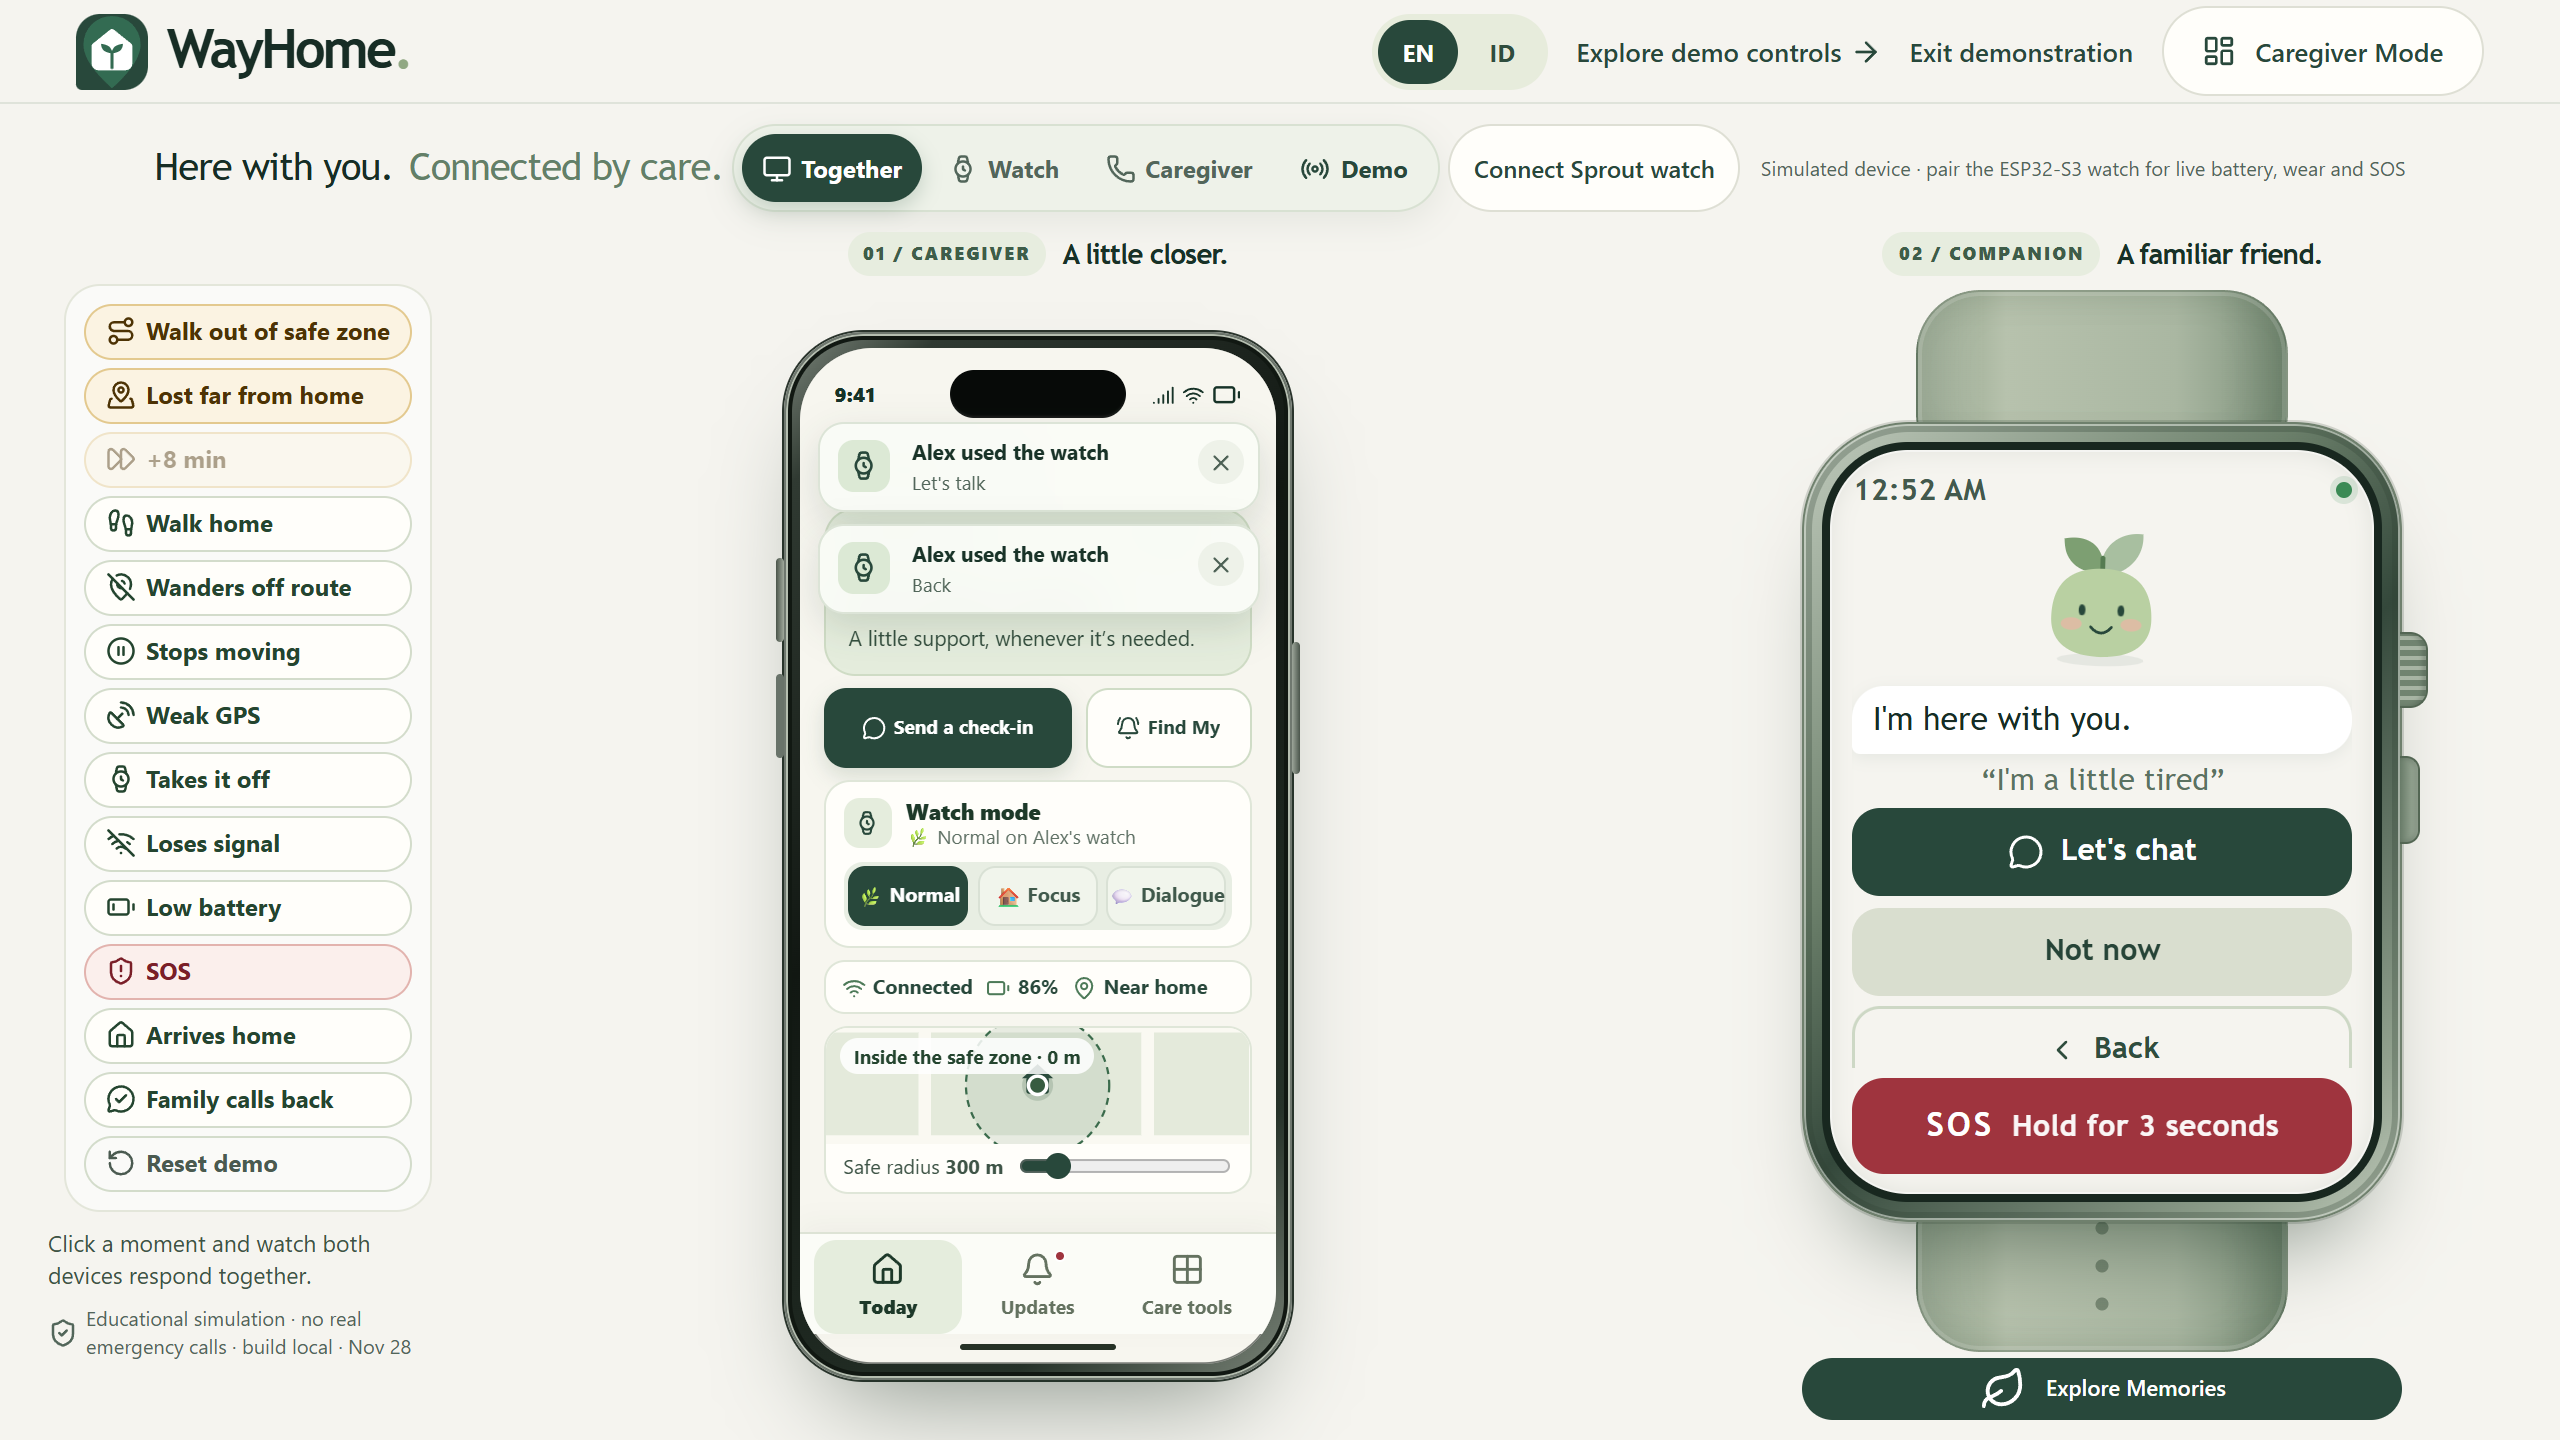 WayHome.
EN ID Explore demo controls Exit demonstration Caregiver Mode
Here with you. Connected by care.
Together Watch Caregiver Demo
Connect Sprout watch
Simulated device · pair the ESP32-S3 watch for live battery, wear and SOS
Walk out of safe zone
Lost far from home
+8 min
Walk home
Wanders off route
Stops moving
Weak GPS
Takes it off
Loses signal
Low battery
SOS
Arrives home
Family calls back
Reset demo
Click a moment and watch both
devices respond together.
Educational simulation · no real
emergency calls · build local · Nov 28
01 / CAREGIVER A little closer.
9:41
Alex used the watch
Let's talk
Alex used the watch
Back
A little support, whenever it’s needed.
Send a check-in Find My
Watch mode
Normal on Alex's watch
Normal Focus Dialogue
Connected 86% Near home
Inside the safe zone · 0 m
Safe radius 300 m
Today Updates Care tools
02 / COMPANION A familiar friend.
12:52 AM
I'm here with you.
“I'm a little tired”
Let's chat
Not now
Back
SOS Hold for 3 seconds
Explore Memories